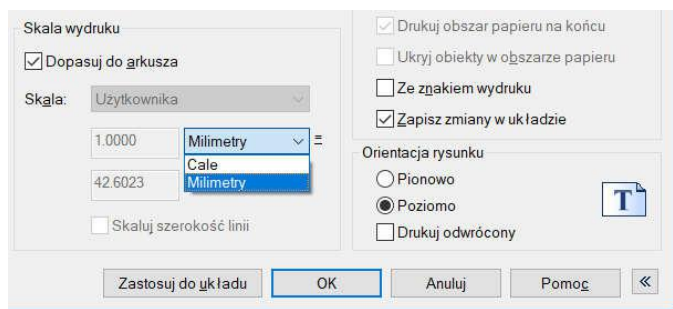 Skala wydruku
Dopasuj do arkusza
Skala:
Użytkownika
1.0000
Milimetry
=
Cale
42.6023
Milimetry
Skaluj szerokość linii
Drukuj obszar papieru na końcu
Ukryj obiekty w obszarze papieru
Ze znakiem wydruku
Zapisz zmiany w układzie
Orientacja rysunku
Pionowo
Poziomo
Drukuj odwrócony
T
Zastosuj do układu
OK
Anuluj
Pomoc
«